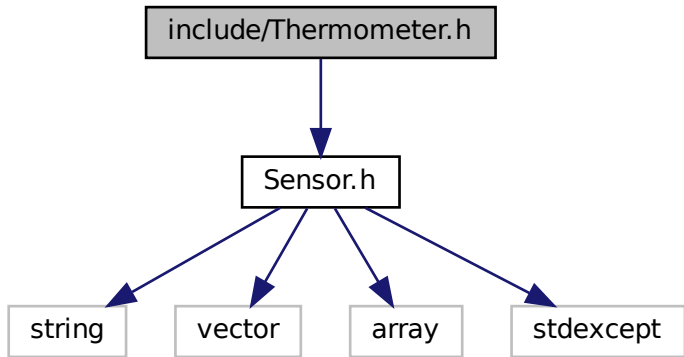 include/Thermometer.h
Sensor.h
string
vector
array
stdexcept